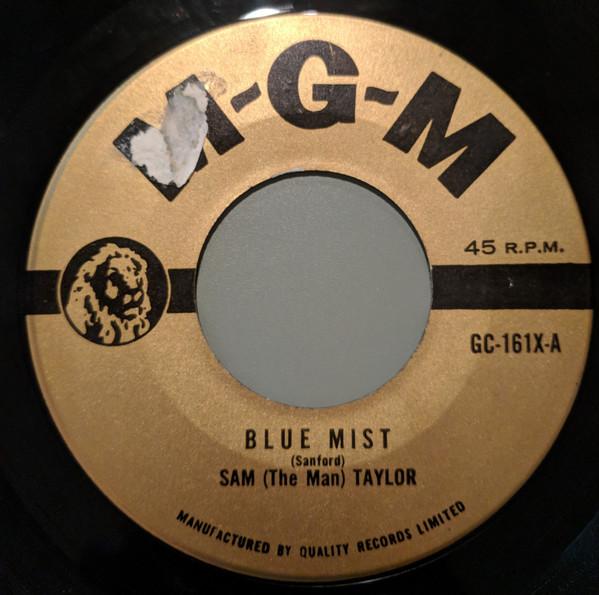 M-G-M
45 R.P.M.
GC-161X-A
BLUE MIST
(Sanford)
SAM (The Man) TAYLOR
MANUFACTURED BY QUALITY RECORDS LIMITED